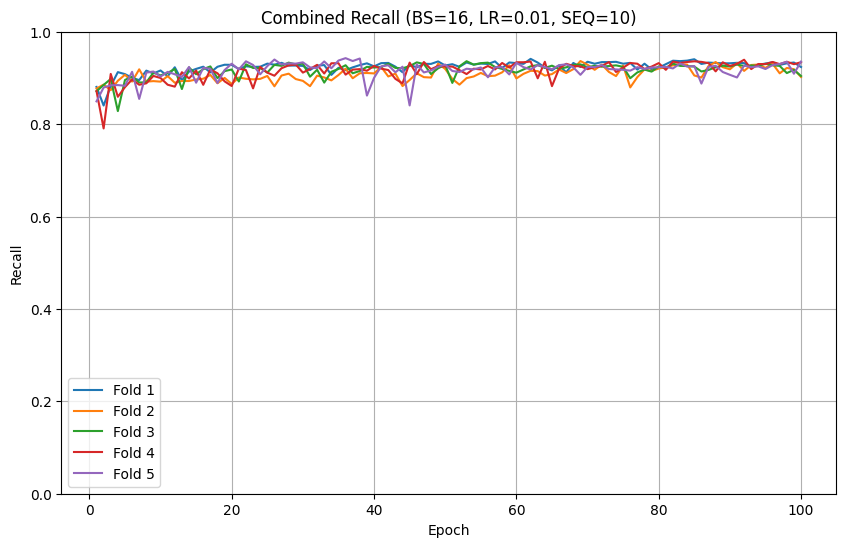 Combined Recall (BS=16, LR=0.01, SEQ=10)
1.0
0.8
0.6
0.4
0.2
0.0
Recall
Fold 1
Fold 2
Fold 3
Fold 4
Fold 5
0 20 40 60 80 100
Epoch